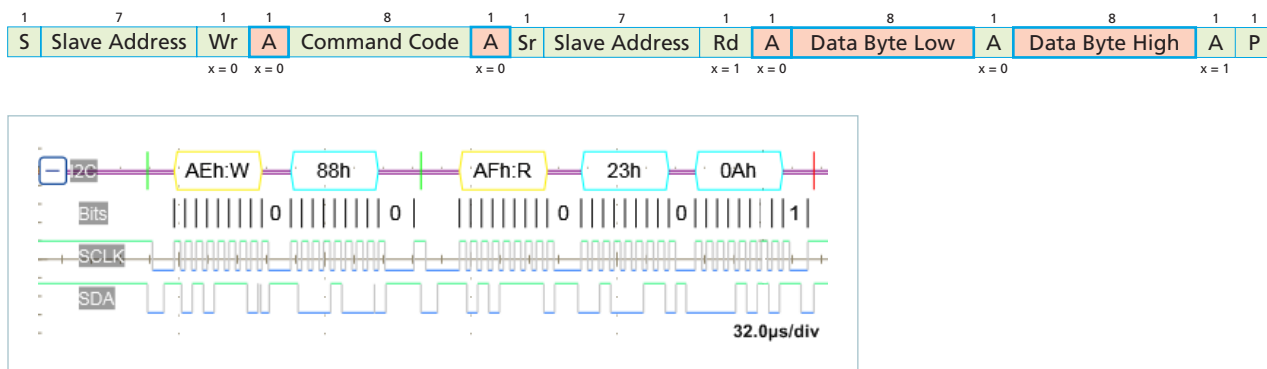 1 7 1 1 8 1 1 7 1 1 8 1 8 1 1
S Slave Address Wr A Command Code A Sr Slave Address Rd A Data Byte Low A Data Byte High A P
x = 0 x = 0 x = 0 x = 1 x = 0 x = 0 x = 1
I2C AEh:W 88h AFh:R 23h 0Ah
Bits 0 0 0 0 1
SCLK
SDA
32.0µs/div